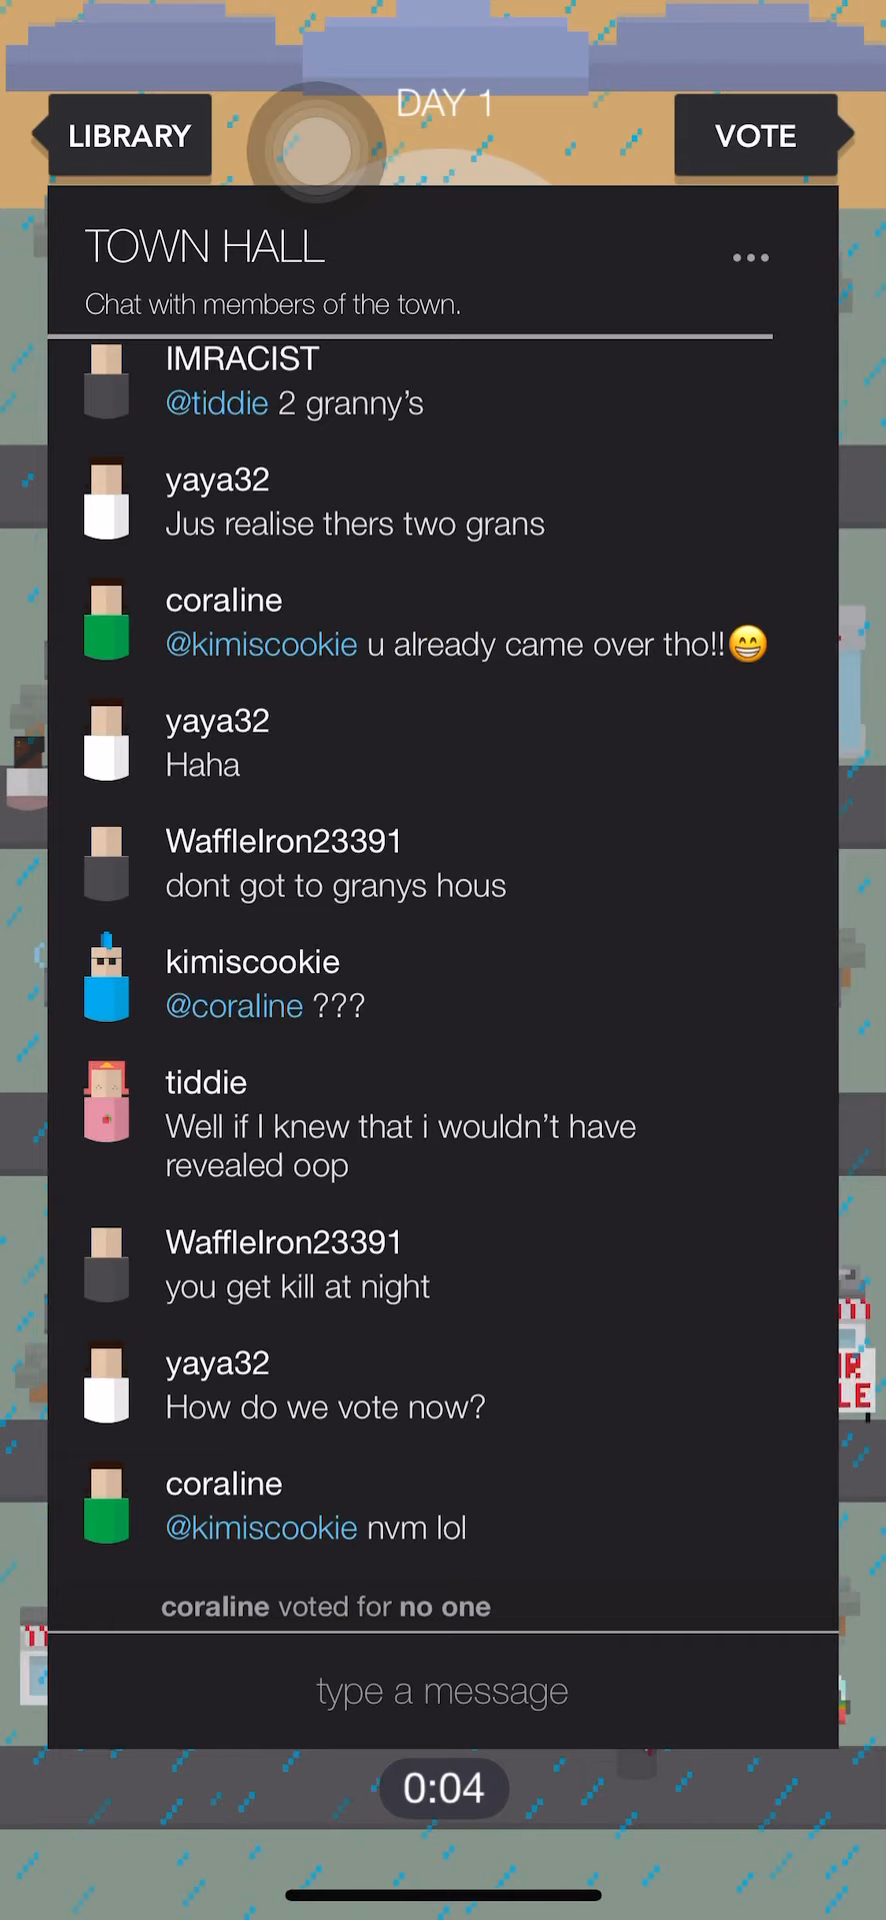 DAY 1
LIBRARY
VOTE
TOWN HALL
Chat with members of the town.
IMRACIST
@tiddie 2 granny's
yaya32
Jus realise thers two grans
coraline
@kimiscookie u already came over tho!!😁
yaya32
Haha
WaffleIron23391
dont got to granys hous
kimiscookie
@coraline ???
tiddie
Well if I knew that i wouldn't have
revealed oop
WaffleIron23391
you get kill at night
yaya32
How do we vote now?
coraline
@kimiscookie nvm lol
coraline voted for no one
type a message
0:04